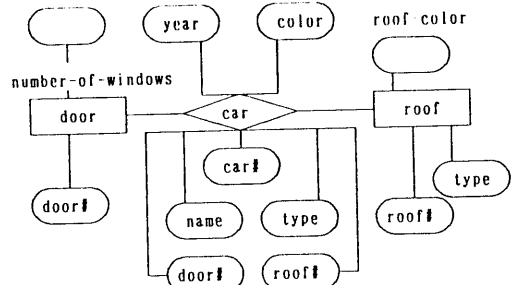 year
color
roof color
number-of-windows
door
car
roof
car#
type
door#
name
type
roof#
door#
roof#